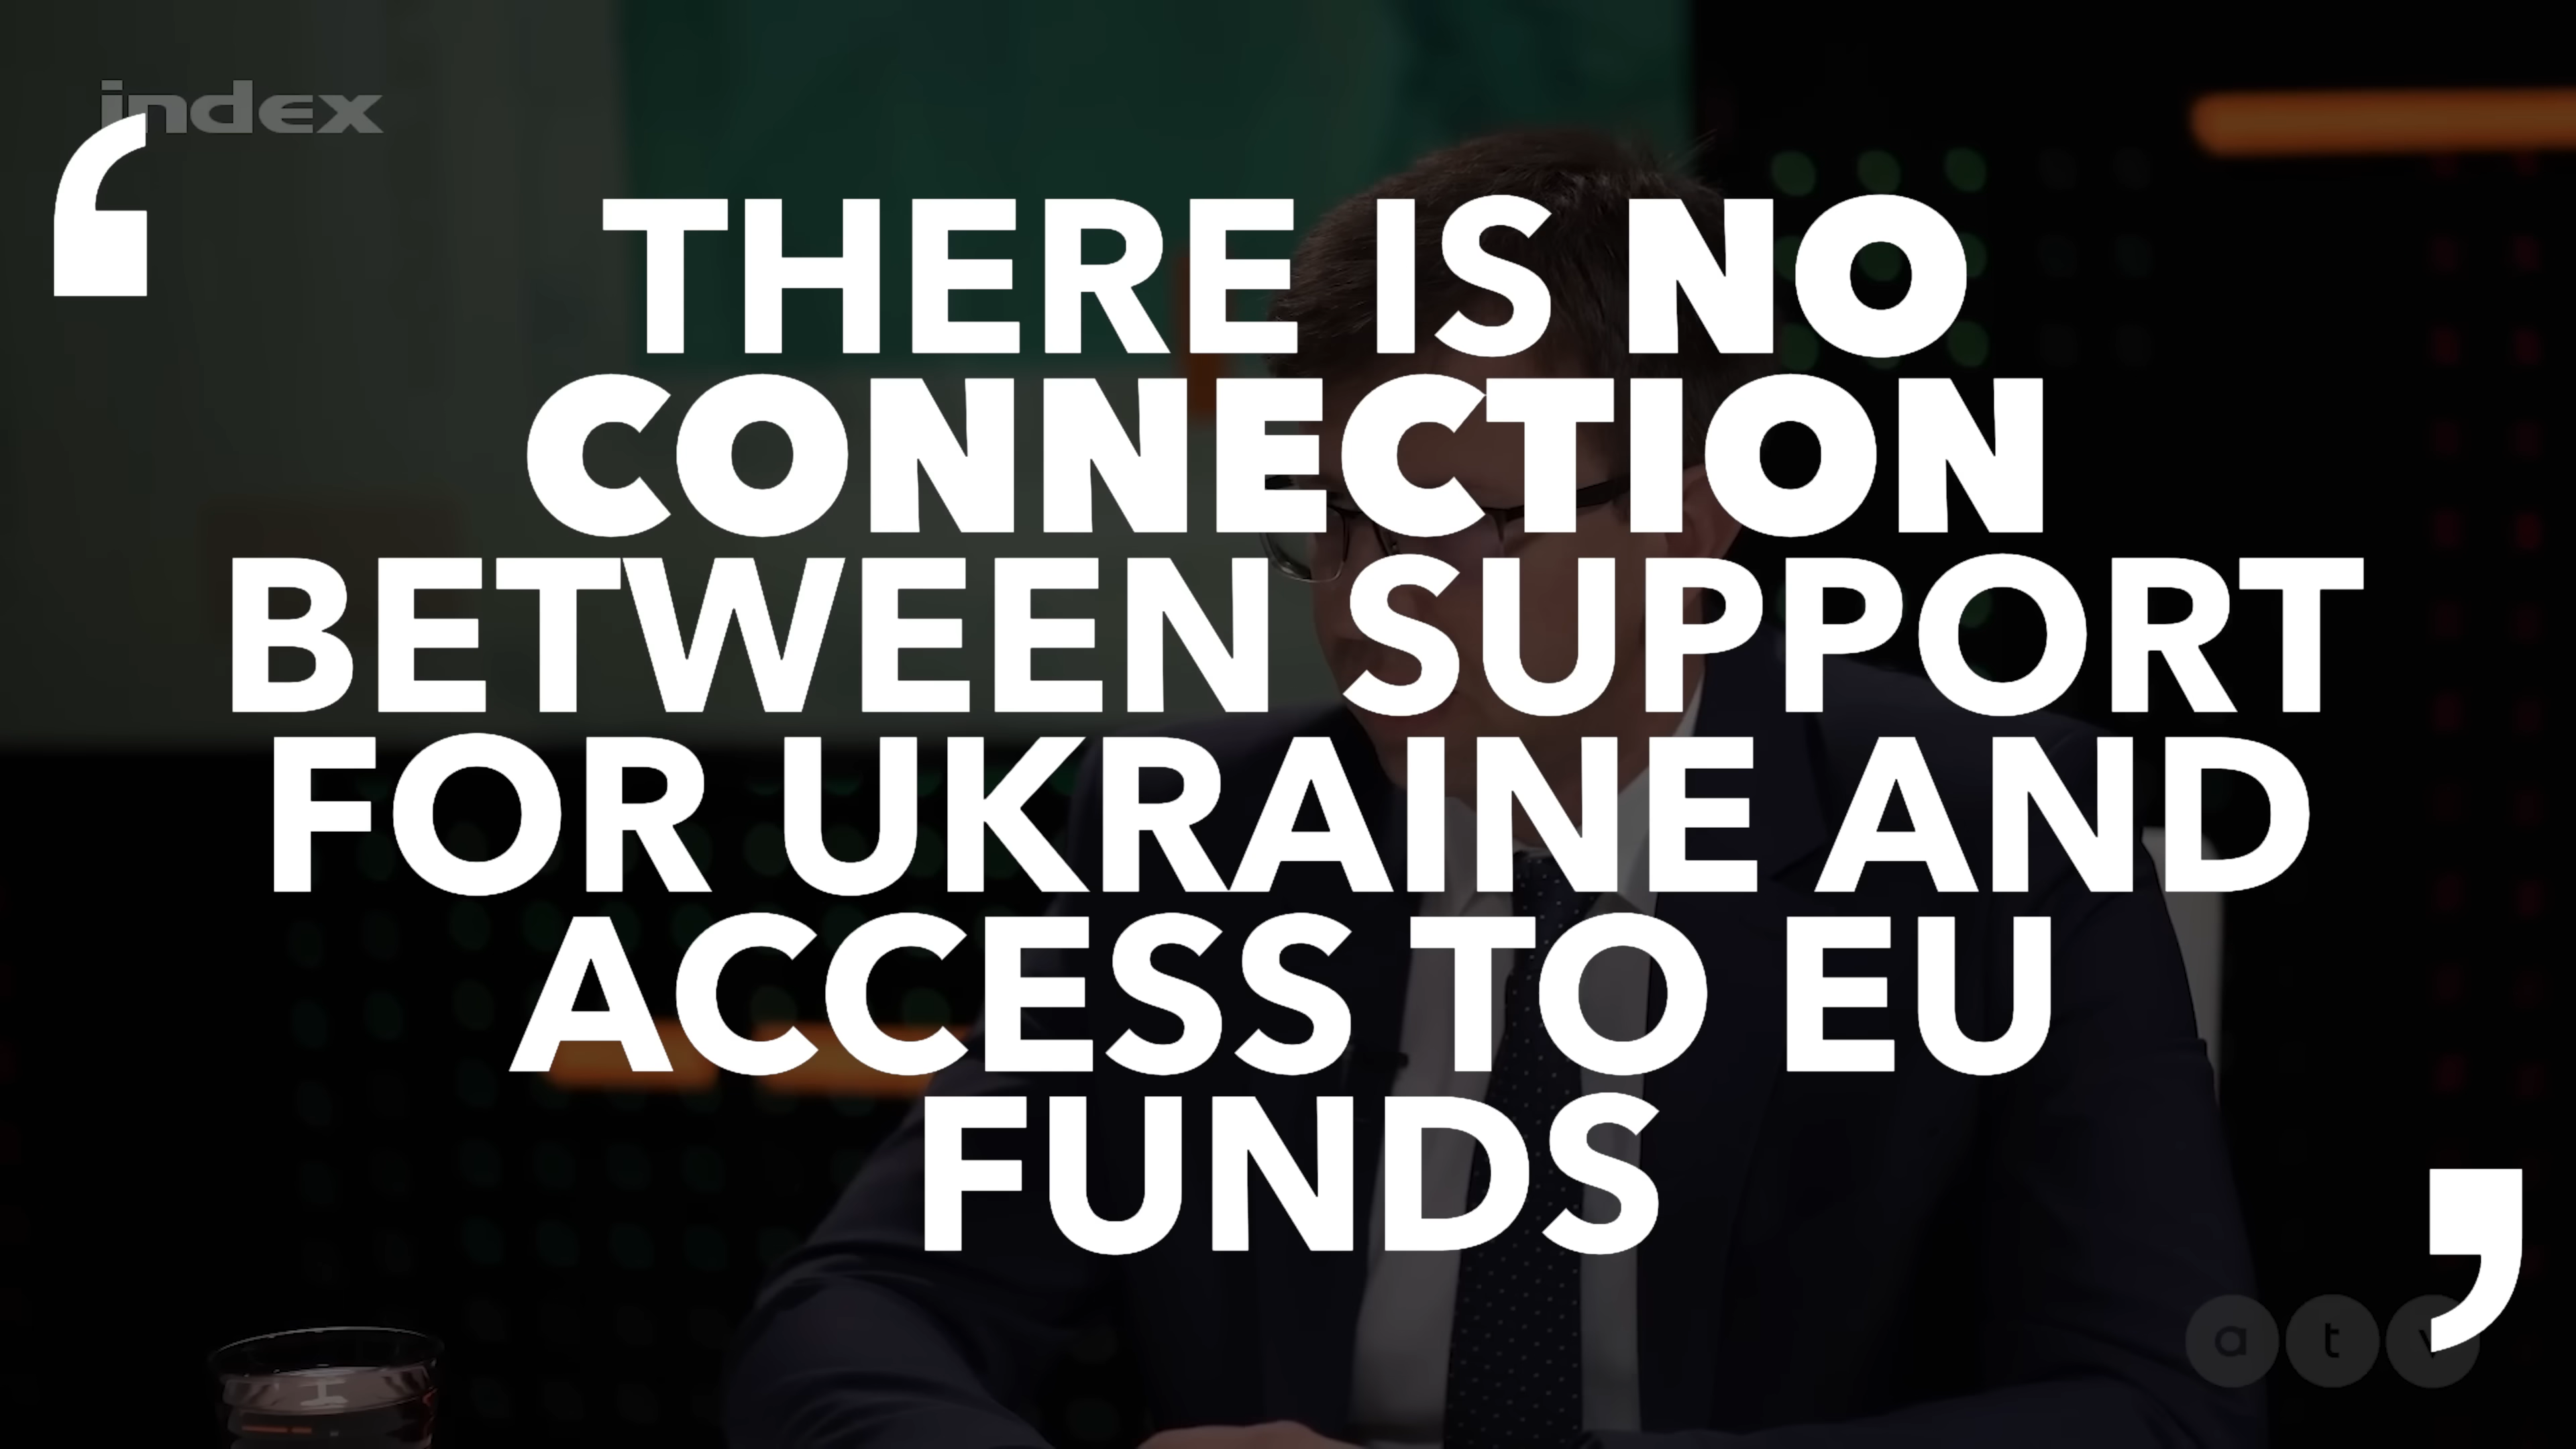 index
‘
THERE IS NO
CONNECTION
BETWEEN SUPPORT
FOR UKRAINE AND
ACCESS TO EU
FUNDS
’
atv